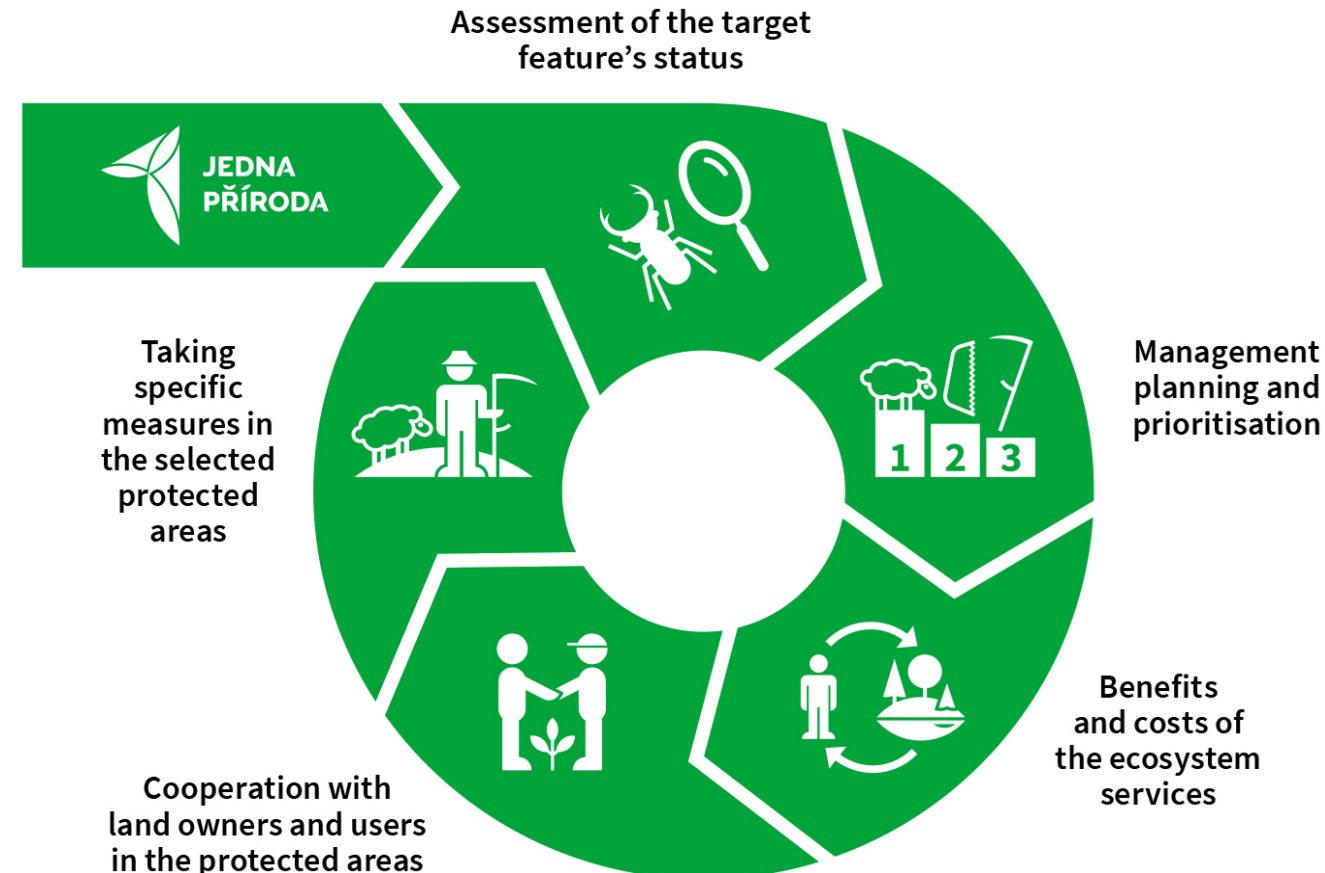 Assessment of the target
feature’s status
JEDNA
PŘÍRODA
Management
planning and
prioritisation
1 2 3
Benefits
and costs of
the ecosystem
services
Cooperation with
land owners and users
in the protected areas
Taking
specific
measures in
the selected
protected
areas